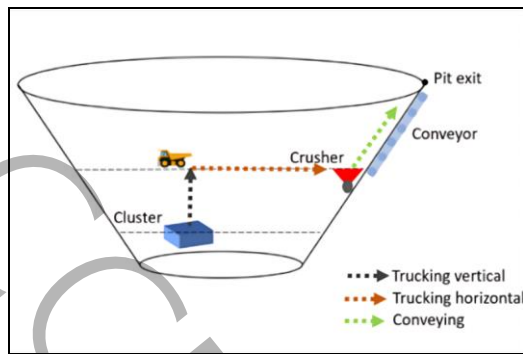 Pit exit
Conveyor
Crusher
Cluster
Trucking vertical
Trucking horizontal
Conveying